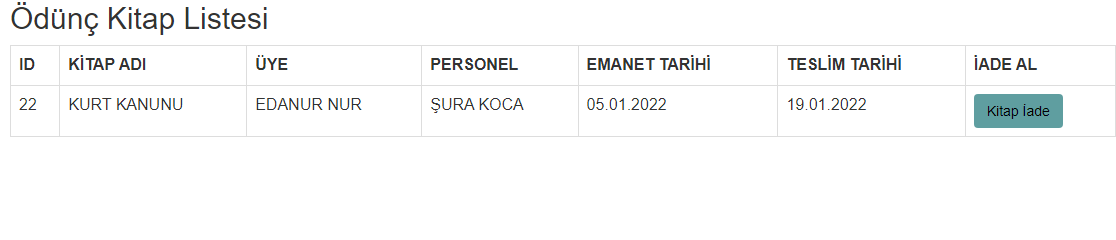 Ödünç Kitap Listesi
ID KİTAP ADI ÜYE PERSONEL EMANET TARİHİ TESLİM TARİHİ İADE AL
22 KURT KANUNU EDANUR NUR ŞURA KOCA 05.01.2022 19.01.2022 Kitap İade